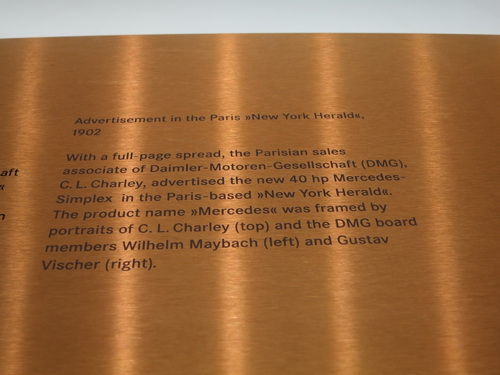 Advertisement in the Paris »New York Herald«,
1902
With a full-page spread, the Parisian sales
associate of Daimler-Motoren-Gesellschaft (DMG),
C. L. Charley, advertised the new 40 hp Mercedes-
Simplex in the Paris-based »New York Herald«.
The product name »Mercedes« was framed by
portraits of C. L. Charley (top) and the DMG board
members Wilhelm Maybach (left) and Gustav
Vischer (right).